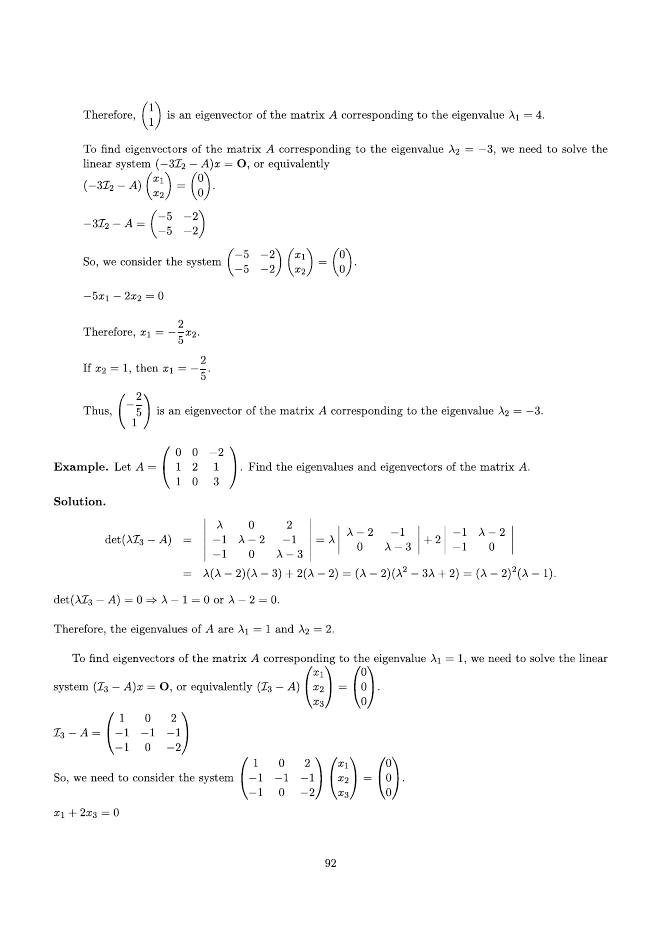 Therefore, (1 1) is an eigenvector of the matrix A corresponding to the eigenvalue λ₁ = 4.
To find eigenvectors of the matrix A corresponding to the eigenvalue λ₂ = −3, we need to solve the
linear system (−3ℐ₂ − A)x = O, or equivalently
(−3ℐ₂ − A) (x₁ x₂) = (0 0).
−3ℐ₂ − A = (−5 −2 −5 −2)
So, we consider the system (−5 −2 −5 −2) (x₁ x₂) = (0 0).
−5x₁ − 2x₂ = 0
Therefore, x₁ = −2/5 x₂.
If x₂ = 1, then x₁ = −2/5.
Thus, (−2/5 1) is an eigenvector of the matrix A corresponding to the eigenvalue λ₂ = −3.
Example. Let A = (0 0 −2 1 2 1 1 0 3). Find the eigenvalues and eigenvectors of the matrix A.
Solution.
det(λℐ₃ − A) = |λ 0 2 −1 λ − 2 −1 −1 0 λ − 3| = λ |λ − 2 −1 0 λ − 3| + 2 |−1 λ − 2 −1 0|
= λ(λ − 2)(λ − 3) + 2(λ − 2) = (λ − 2)(λ² − 3λ + 2) = (λ − 2)²(λ − 1).
det(λℐ₃ − A) = 0 ⇒ λ − 1 = 0 or λ − 2 = 0.
Therefore, the eigenvalues of A are λ₁ = 1 and λ₂ = 2.
To find eigenvectors of the matrix A corresponding to the eigenvalue λ₁ = 1, we need to solve the linear
system (ℐ₃ − A)x = O, or equivalently (ℐ₃ − A) (x₁ x₂ x₃) = (0 0 0).
ℐ₃ − A = (1 0 2 −1 −1 −1 −1 0 −2)
So, we need to consider the system (1 0 2 −1 −1 −1 −1 0 −2) (x₁ x₂ x₃) = (0 0 0).
x₁ + 2x₃ = 0
92